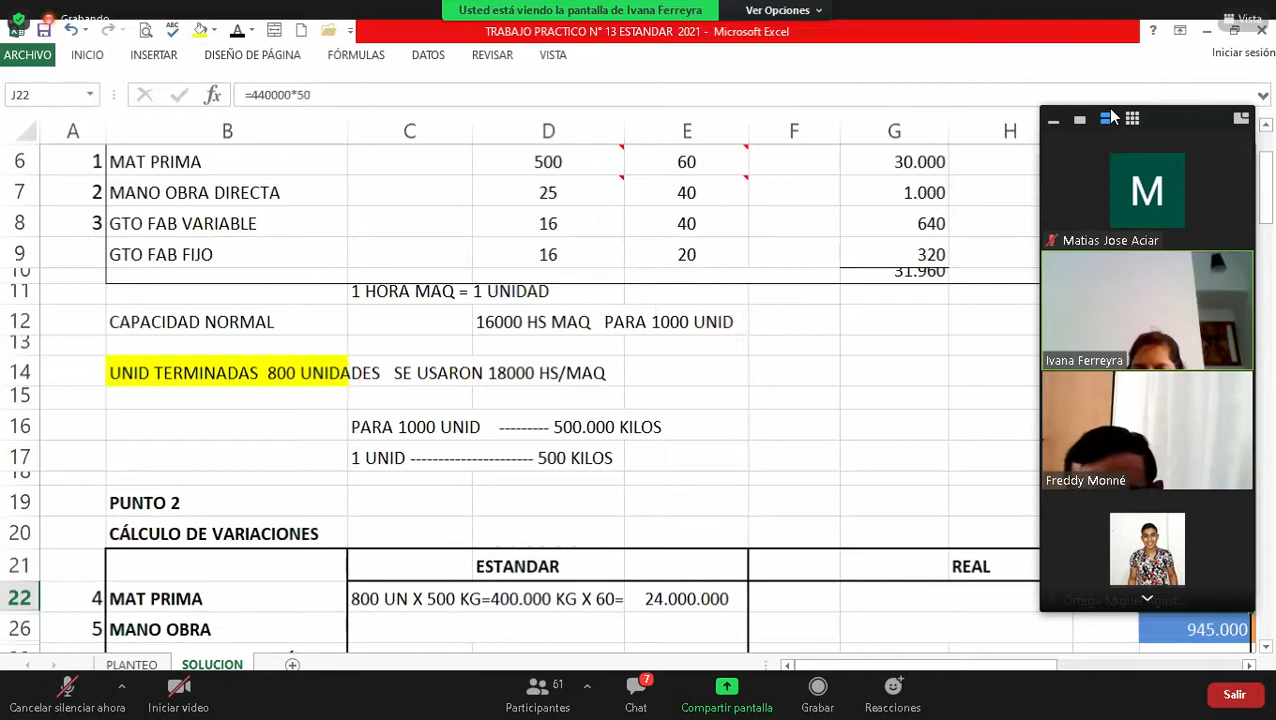 Grabando
Usted está viendo la pantalla de Ivana Ferreyra
Ver Opciones
Vista
TRABAJO PRACTICO N° 13 ESTANDAR 2021 - Microsoft Excel
ARCHIVO INICIO INSERTAR DISEÑO DE PÁGINA FÓRMULAS DATOS REVISAR VISTA Iniciar sesión
J22 fx =440000*50
A B C D E F G H
6 1 MAT PRIMA 500 60 30.000
7 2 MANO OBRA DIRECTA 25 40 1.000
8 3 GTO FAB VARIABLE 16 40 640
9 GTO FAB FIJO 16 20 320
10 31.960
11 1 HORA MAQ = 1 UNIDAD
12 CAPACIDAD NORMAL 16000 HS MAQ PARA 1000 UNID
13
14 UNID TERMINADAS 800 UNIDADES SE USARON 18000 HS/MAQ
15
16 PARA 1000 UNID --------- 500.000 KILOS
17 1 UNID ---------------------- 500 KILOS
18
19 PUNTO 2
20 CÁLCULO DE VARIACIONES
21 ESTANDAR REAL
22 4 MAT PRIMA 800 UN X 500 KG=400.000 KG X 60= 24.000.000
26 5 MANO OBRA 945.000
M
Matias Jose Aciar
Ivana Ferreyra
Freddy Monné
Ortega Miguel Agost...
PLANTEO SOLUCION
Cancelar silenciar ahora
Iniciar video
61
Participantes
7
Chat
Compartir pantalla
Grabar
Reacciones
Salir